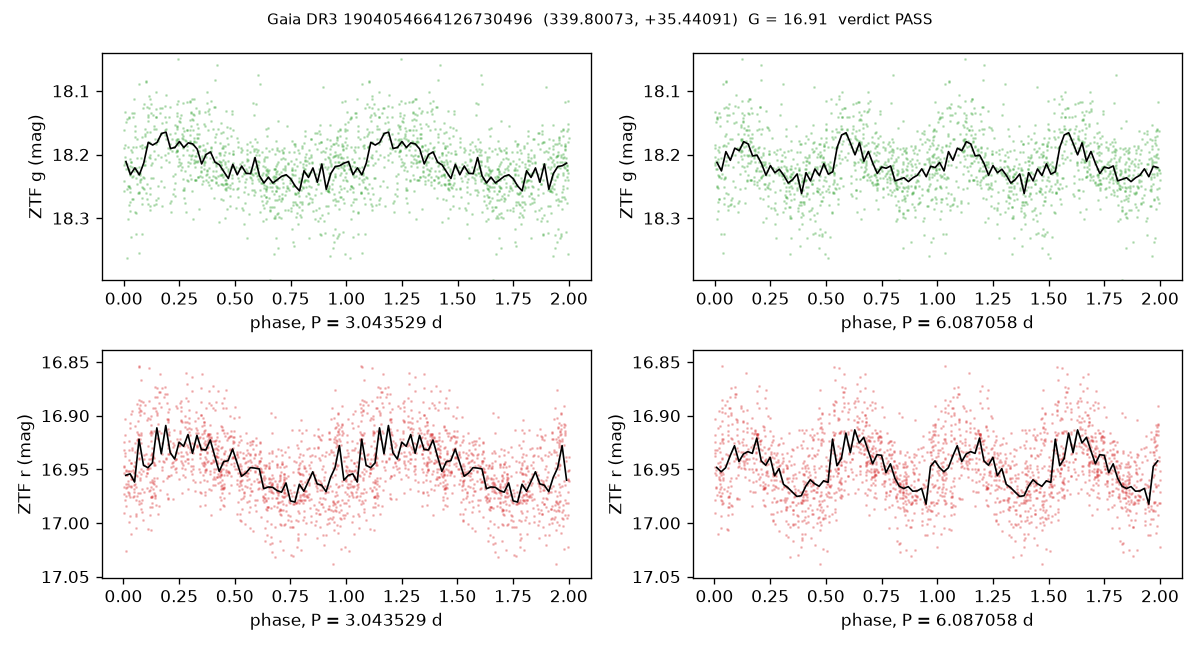 Gaia DR3 1904054664126730496  (339.80073, +35.44091)  G = 16.91  verdict PASS
ZTF g (mag)
18.1
18.2
18.3
0.00 0.25 0.50 0.75 1.00 1.25 1.50 1.75 2.00
phase, P = 3.043529 d
ZTF g (mag)
18.1
18.2
18.3
0.00 0.25 0.50 0.75 1.00 1.25 1.50 1.75 2.00
phase, P = 6.087058 d
ZTF r (mag)
16.85
16.90
16.95
17.00
17.05
0.00 0.25 0.50 0.75 1.00 1.25 1.50 1.75 2.00
phase, P = 3.043529 d
ZTF r (mag)
16.85
16.90
16.95
17.00
17.05
0.00 0.25 0.50 0.75 1.00 1.25 1.50 1.75 2.00
phase, P = 6.087058 d